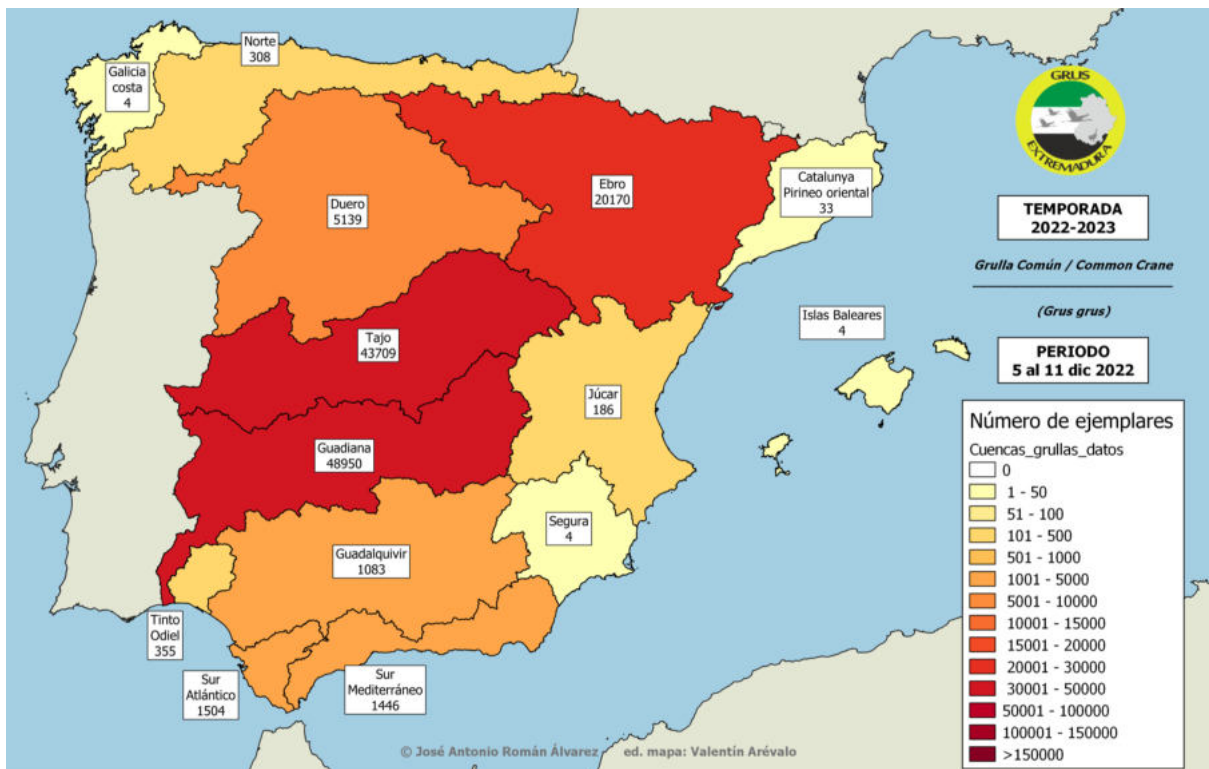 Norte
308
Galicia
costa
4
Duero
5139
Ebro
20170
Catalunya
Pirineo oriental
33
Tajo
43709
Guadiana
48950
Júcar
186
Islas Baleares
4
Segura
4
Guadalquivir
1083
Tinto
Odiel
355
Sur
Atlántico
1504
Sur
Mediterráneo
1446
GRUS
EXTREMADURA
TEMPORADA
2022-2023
Grulla Común / Common Crane
(Grus grus)
PERIODO
5 al 11 dic 2022
Número de ejemplares
Cuencas_grullas_datos
0
1 - 50
51 - 100
101 - 500
501 - 1000
1001 - 5000
5001 - 10000
10001 - 15000
15001 - 20000
20001 - 30000
30001 - 50000
50001 - 100000
100001 - 150000
>150000
© José Antonio Román Álvarez ed. mapa: Valentín Arévalo